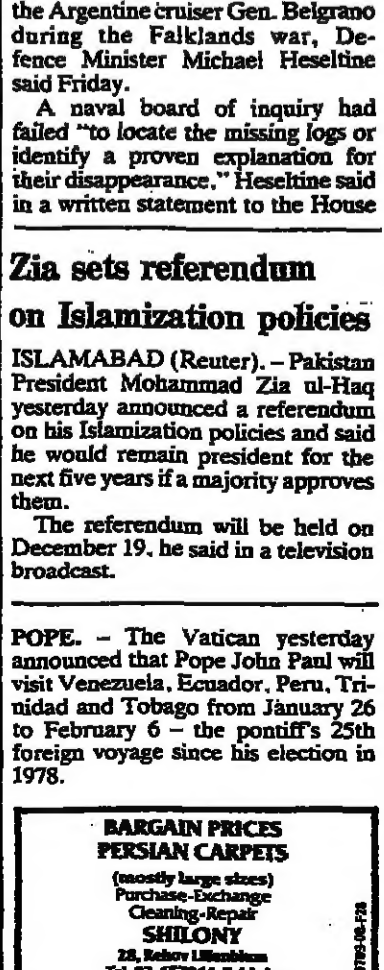 the Argentine cruiser Gen. Belgrano
during the Falklands war, De-
fence Minister Michael Heseltine
said Friday.
A naval board of inquiry had
failed "to locate the missing logs or
identify a proven explanation for
their disappearance," Heseltine said
in a written statement to the House
Zia sets referendum
on Islamization policies
ISLAMABAD (Reuter). – Pakistan
President Mohammad Zia ul-Haq
yesterday announced a referendum
on his Islamization policies and said
he would remain president for the
next five years if a majority approves
them.
The referendum will be held on
December 19, he said in a television
broadcast.
POPE. – The Vatican yesterday
announced that Pope John Paul will
visit Venezuela, Ecuador, Peru, Tri-
nidad and Tobago from January 26
to February 6 – the pontiff's 25th
foreign voyage since his election in
1978.
BARGAIN PRICES
PERSIAN CARPETS
(mostly large sizes)
Purchase-Exchange
Cleaning-Repair
SHILONY
28, Rehov Lilienblum